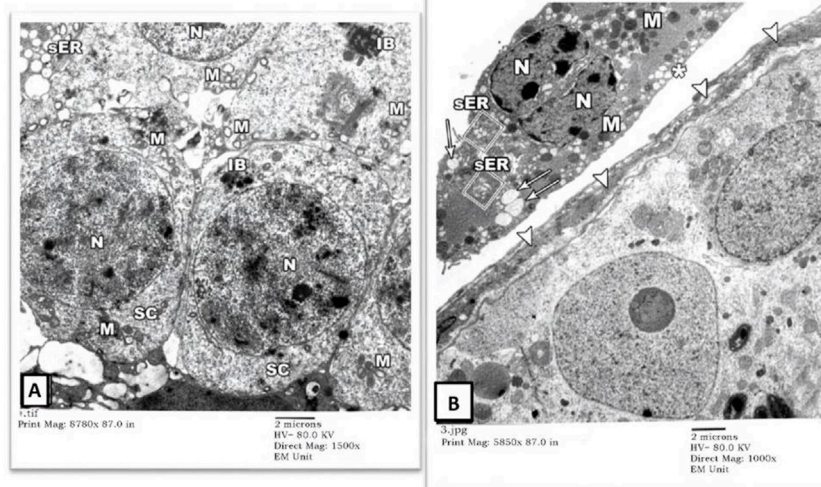 N
sER
IB
M
M
M
M
IB
N
N
SC
M
SC
M
A
1.tif
Print Mag: 8780x 87.0 in
2 microns
HV= 80.0 KV
Direct Mag: 1500x
EM Unit
M
N
*
sER
N
M
sER
B
3.jpg
Print Mag: 5850x 87.0 in
2 microns
HV= 80.0 KV
Direct Mag: 1000x
EM Unit